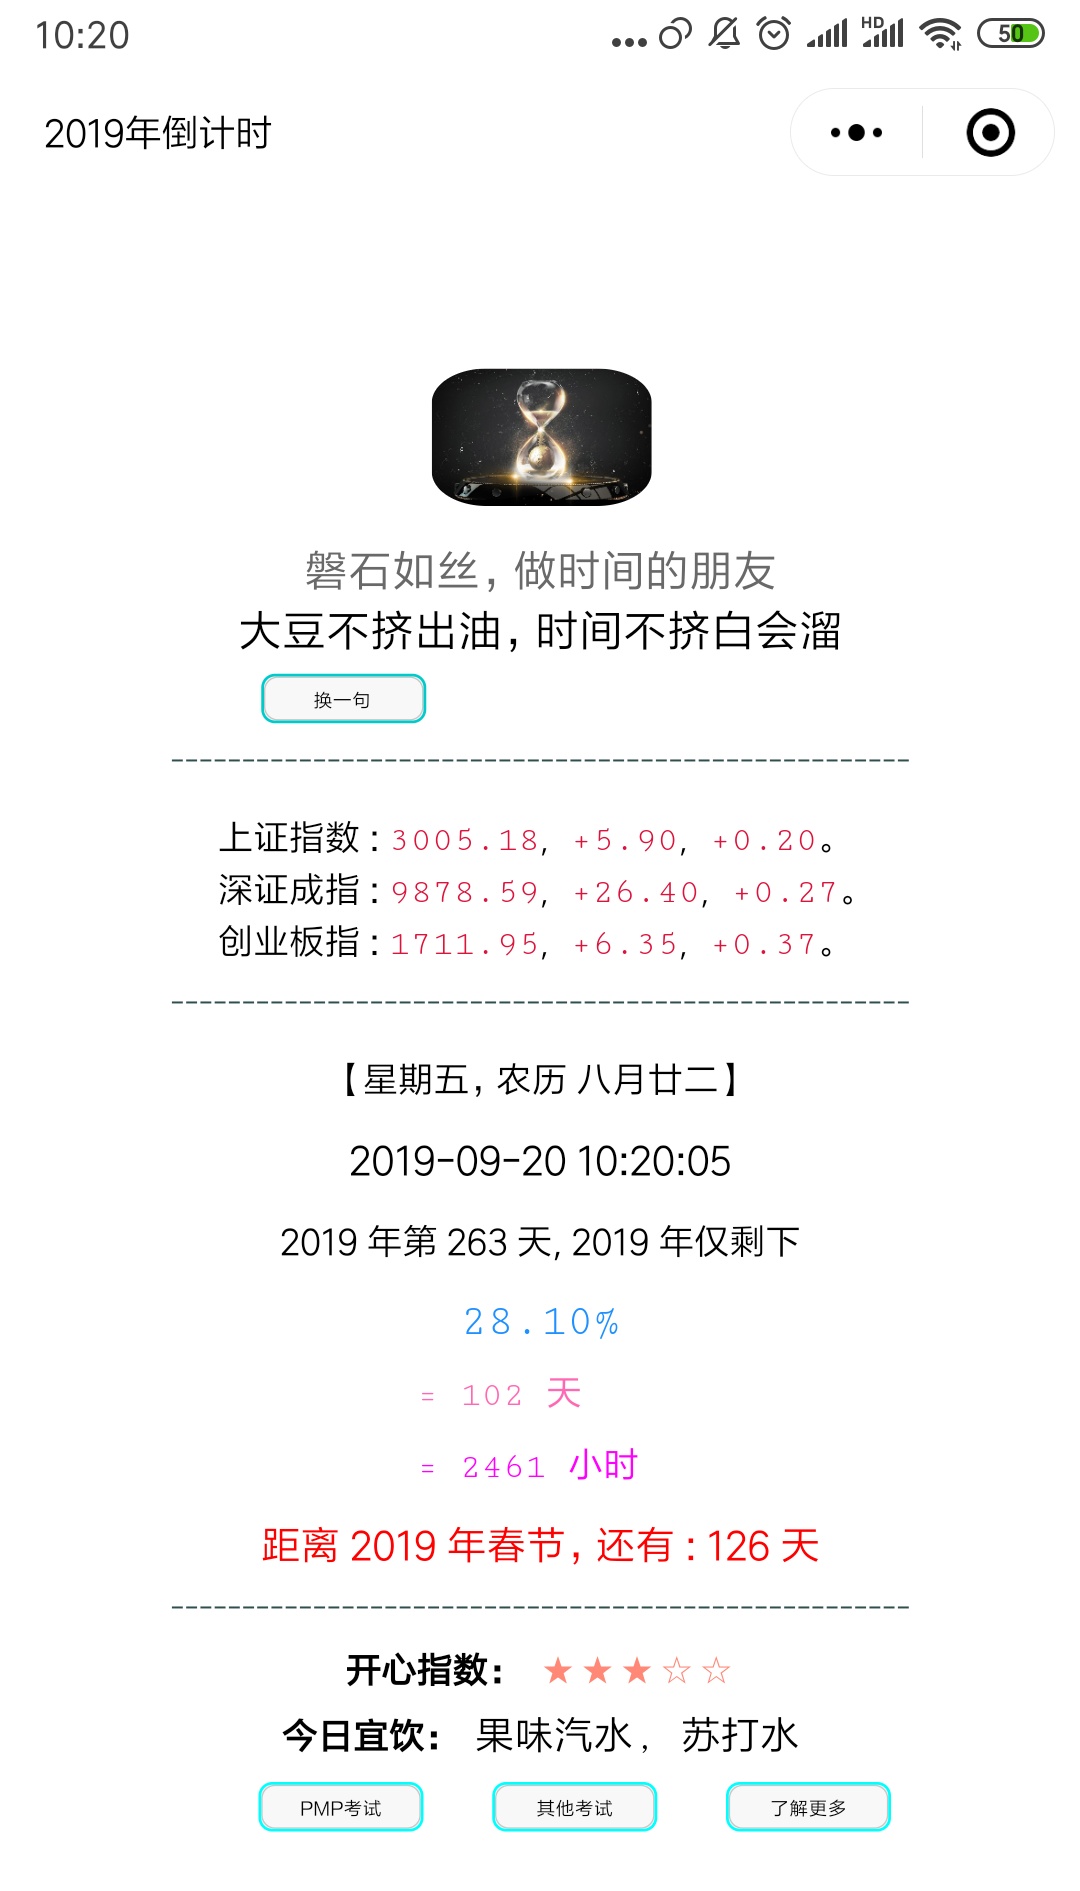 10:20
HD
50
2019年倒计时
磐石如丝，做时间的朋友
大豆不挤出油，时间不挤白会溜
换一句
上证指数：3005.18, +5.90, +0.20。
深证成指：9878.59, +26.40, +0.27。
创业板指：1711.95, +6.35, +0.37。
【星期五，农历 八月廿二】
2019-09-20 10:20:05
2019 年第 263 天, 2019 年仅剩下
28.10%
= 102 天
= 2461 小时
距离 2019 年春节，还有：126 天
开心指数： ★★★☆☆
今日宜饮： 果味汽水，苏打水
PMP考试 其他考试 了解更多